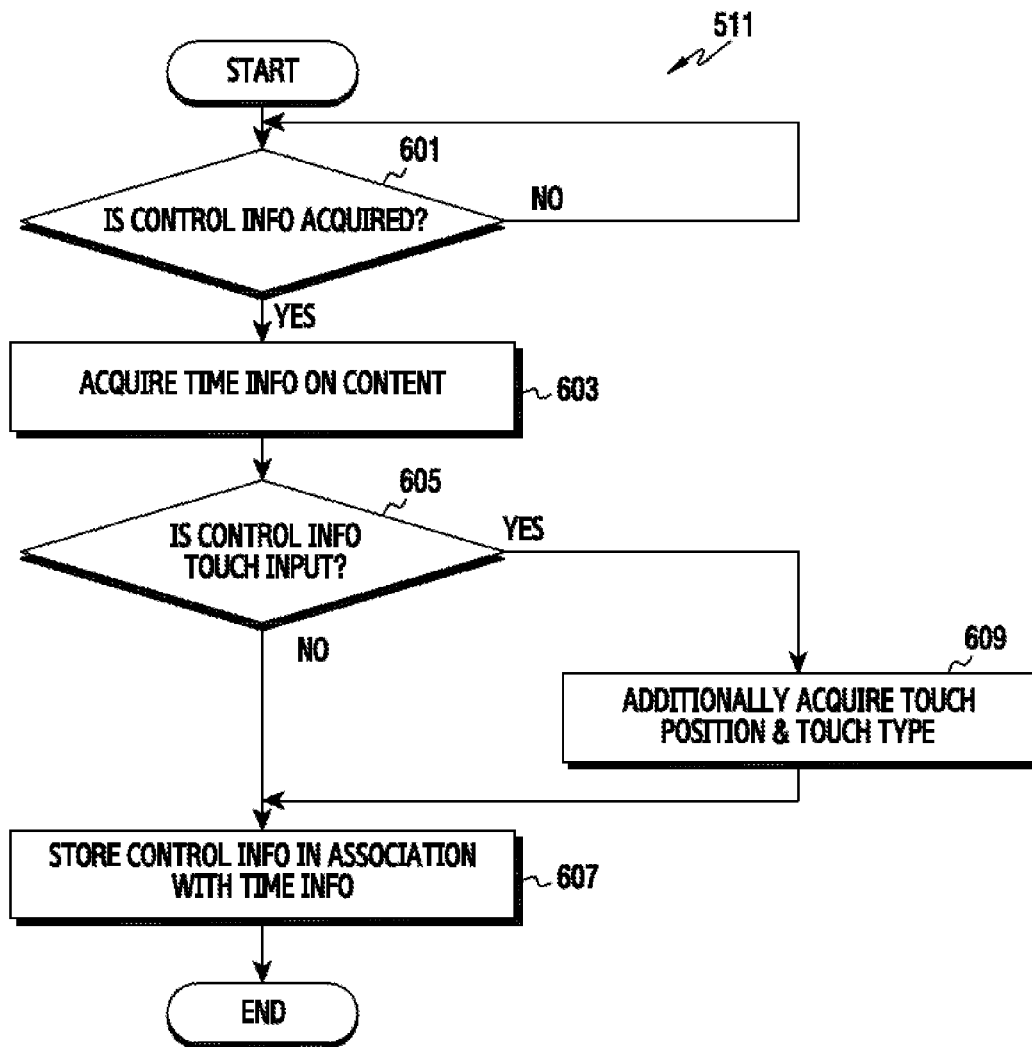 511
START
601
IS CONTROL INFO ACQUIRED?
NO
YES
ACQUIRE TIME INFO ON CONTENT
603
605
IS CONTROL INFO
TOUCH INPUT?
YES
NO
609
ADDITIONALLY ACQUIRE TOUCH
POSITION & TOUCH TYPE
STORE CONTROL INFO IN ASSOCIATION
WITH TIME INFO
607
END